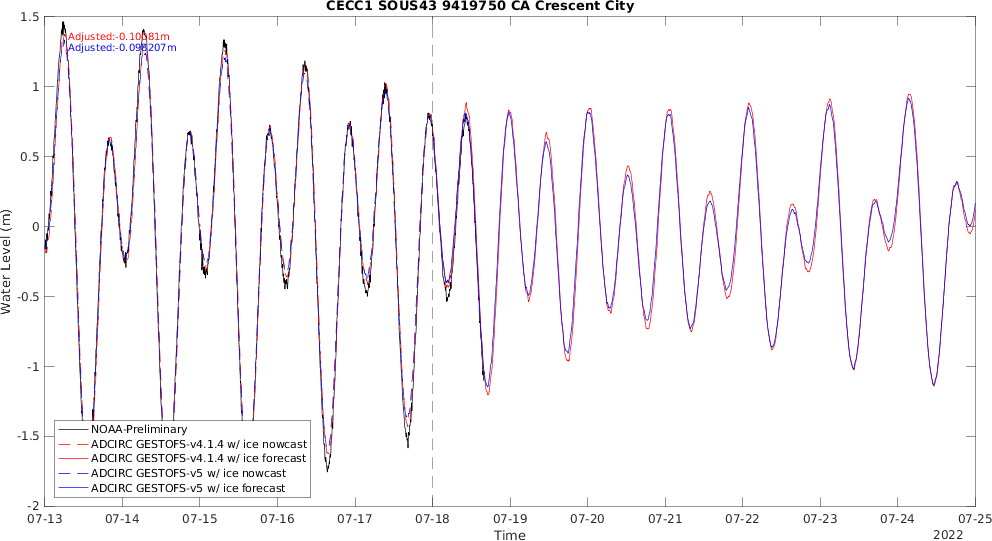 CECC1 SOUS43 9419750 CA Crescent City
Adjusted:-0.098207m
Water Level (m)
1.5
1
0.5
0
-0.5
-1
-1.5
-2
NOAA-Preliminary
ADCIRC GESTOFS-v4.1.4 w/ ice nowcast
ADCIRC GESTOFS-v4.1.4 w/ ice forecast
ADCIRC GESTOFS-v5 w/ ice nowcast
ADCIRC GESTOFS-v5 w/ ice forecast
07-13 07-14 07-15 07-16 07-17 07-18 07-19 07-20 07-21 07-22 07-23 07-24 07-25
Time
2022